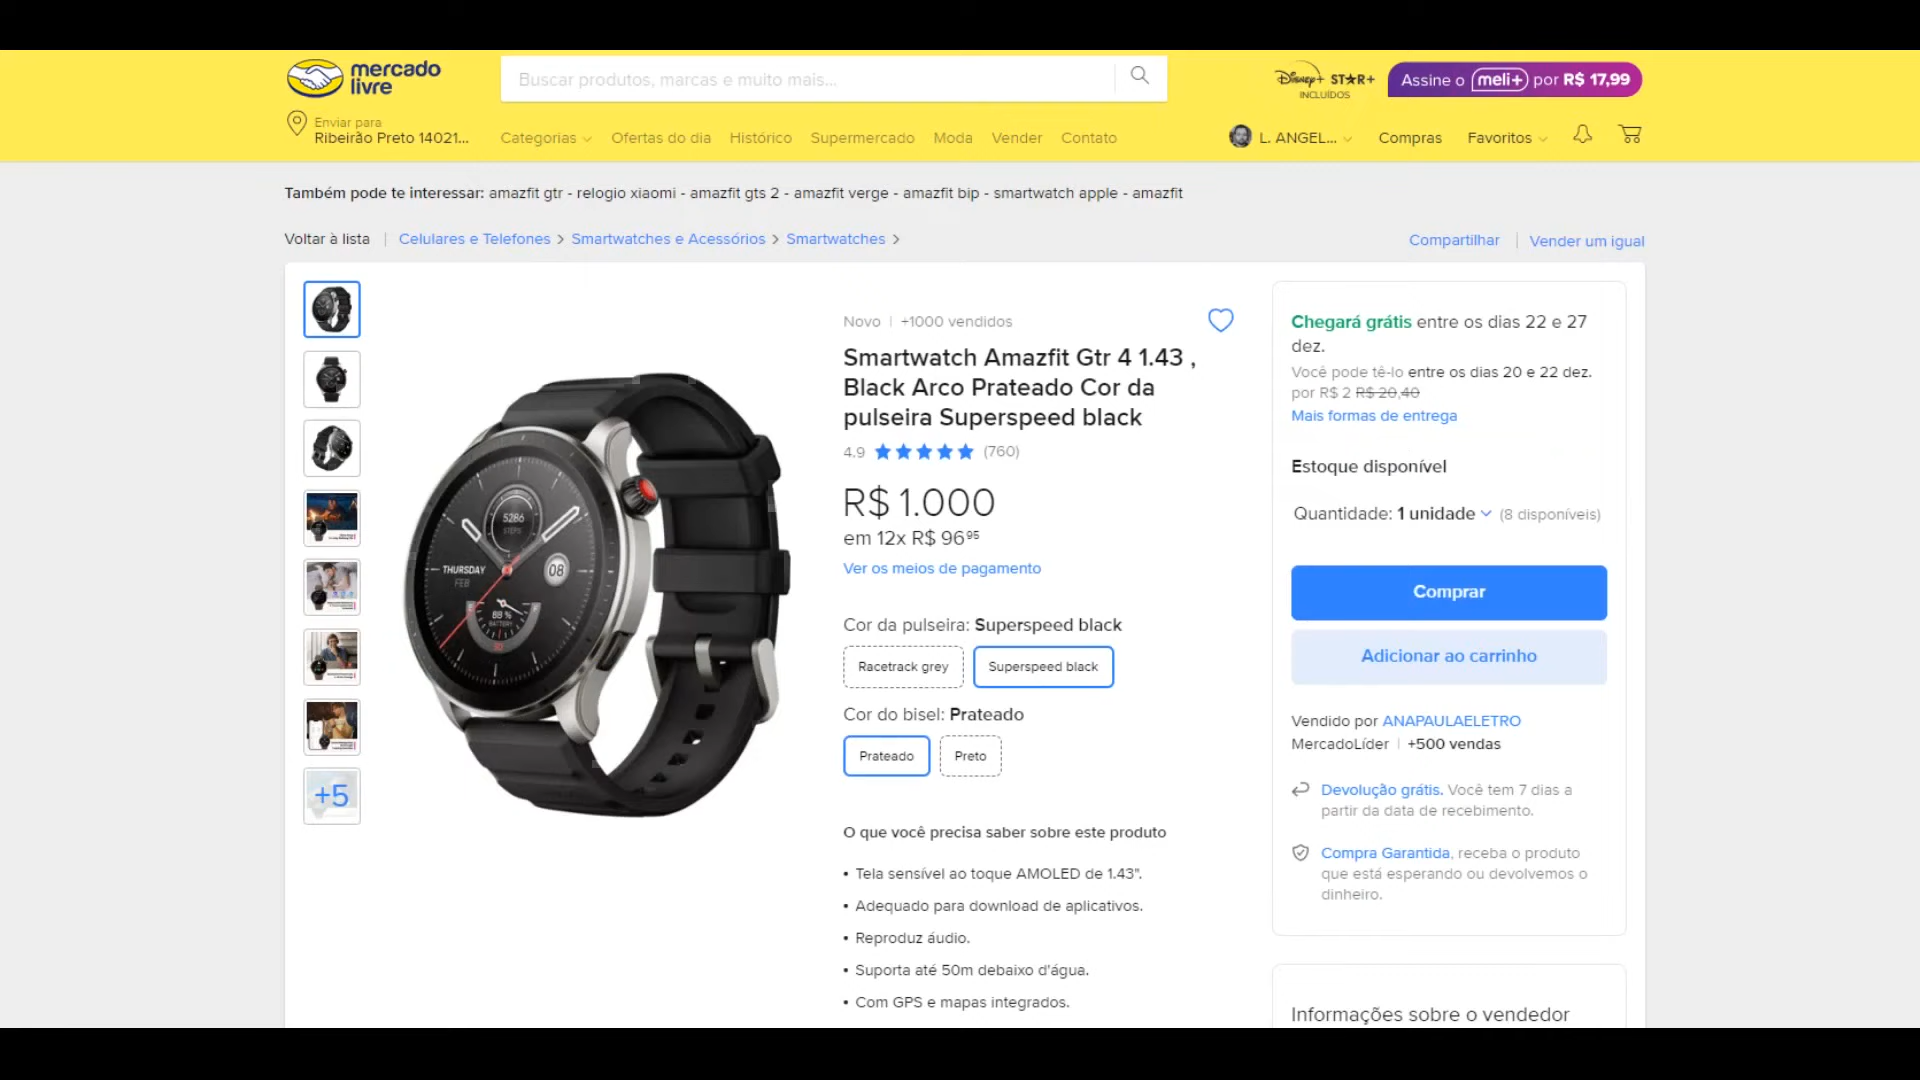 mercado
livre
Buscar produtos, marcas e muito mais...
Disney+ STAR+
INCLUÍDOS
Assine o meli+ por R$ 17,99
Enviar para
Ribeirão Preto 14021...
Categorias
Ofertas do dia
Histórico
Supermercado
Moda
Vender
Contato
L. ANGEL...
Compras
Favoritos
Também pode te interessar: amazfit gtr - relogio xiaomi - amazfit gts 2 - amazfit verge - amazfit bip - smartwatch apple - amazfit
Voltar à lista | Celulares e Telefones > Smartwatches e Acessórios > Smartwatches >
Compartilhar | Vender um igual
+5
5286
STEPS
THURSDAY
FEB
08
88 %
BATTERY
Novo | +1000 vendidos
Smartwatch Amazfit Gtr 4 1.43 ,
Black Arco Prateado Cor da
pulseira Superspeed black
4.9 (760)
R$ 1.000
em 12x R$ 96⁹⁵
Ver os meios de pagamento
Cor da pulseira: Superspeed black
Racetrack grey
Superspeed black
Cor do bisel: Prateado
Prateado
Preto
O que você precisa saber sobre este produto
• Tela sensível ao toque AMOLED de 1.43".
• Adequado para download de aplicativos.
• Reproduz áudio.
• Suporta até 50m debaixo d'água.
• Com GPS e mapas integrados.
Chegará grátis entre os dias 22 e 27
dez.
Você pode tê-lo entre os dias 20 e 22 dez.
por R$ 2 R$ 20,40
Mais formas de entrega
Estoque disponível
Quantidade: 1 unidade (8 disponíveis)
Comprar
Adicionar ao carrinho
Vendido por ANAPAULAELETRO
MercadoLíder | +500 vendas
Devolução grátis. Você tem 7 dias a
partir da data de recebimento.
Compra Garantida, receba o produto
que está esperando ou devolvemos o
dinheiro.
Informações sobre o vendedor